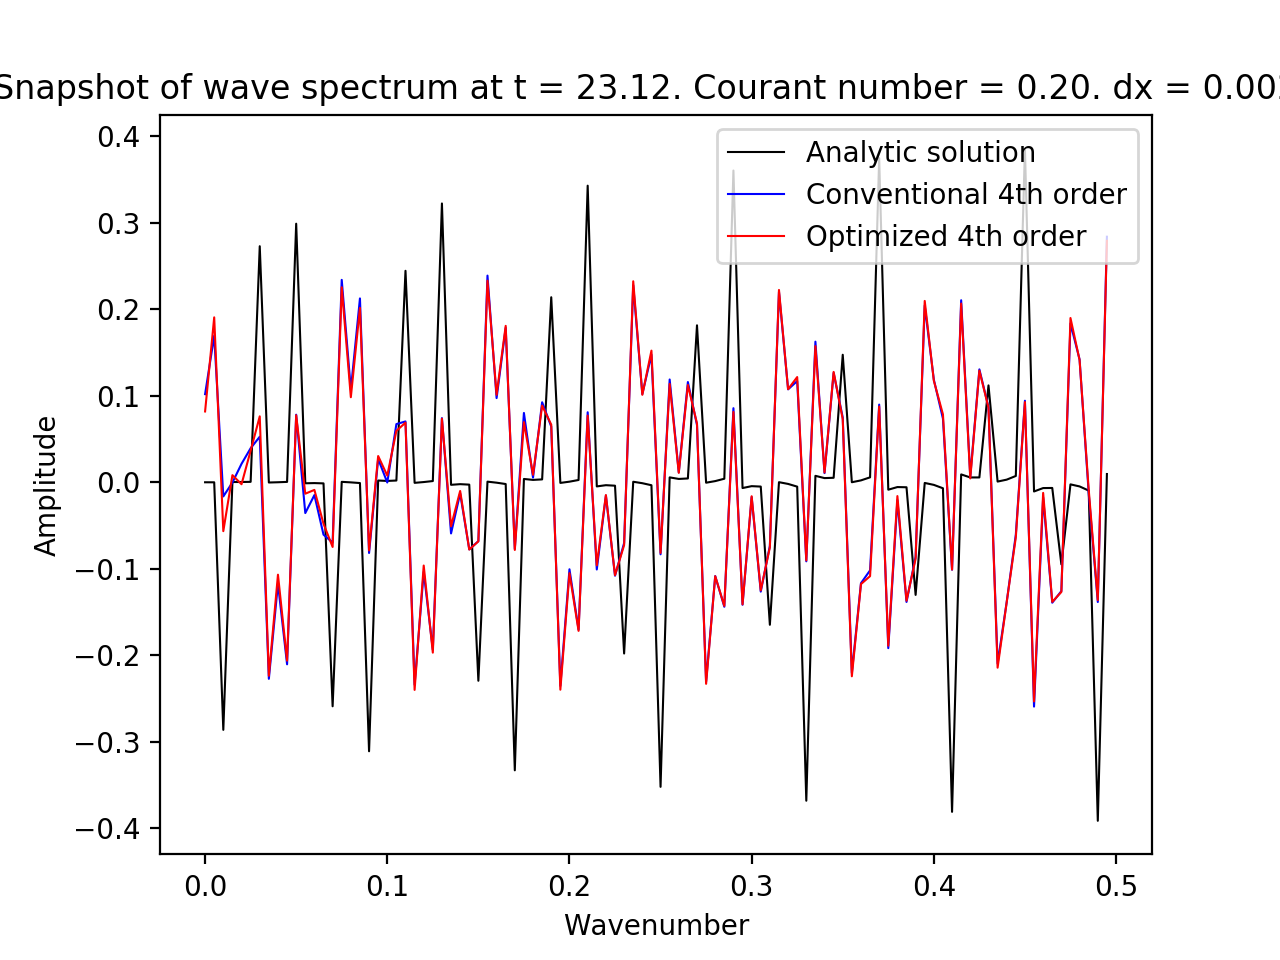 Snapshot of wave spectrum at t = 23.12. Courant number = 0.20. dx = 0.00
Analytic solution
Conventional 4th order
Optimized 4th order
Amplitude
0.4
0.3
0.2
0.1
0.0
−0.1
−0.2
−0.3
−0.4
0.0 0.1 0.2 0.3 0.4 0.5
Wavenumber